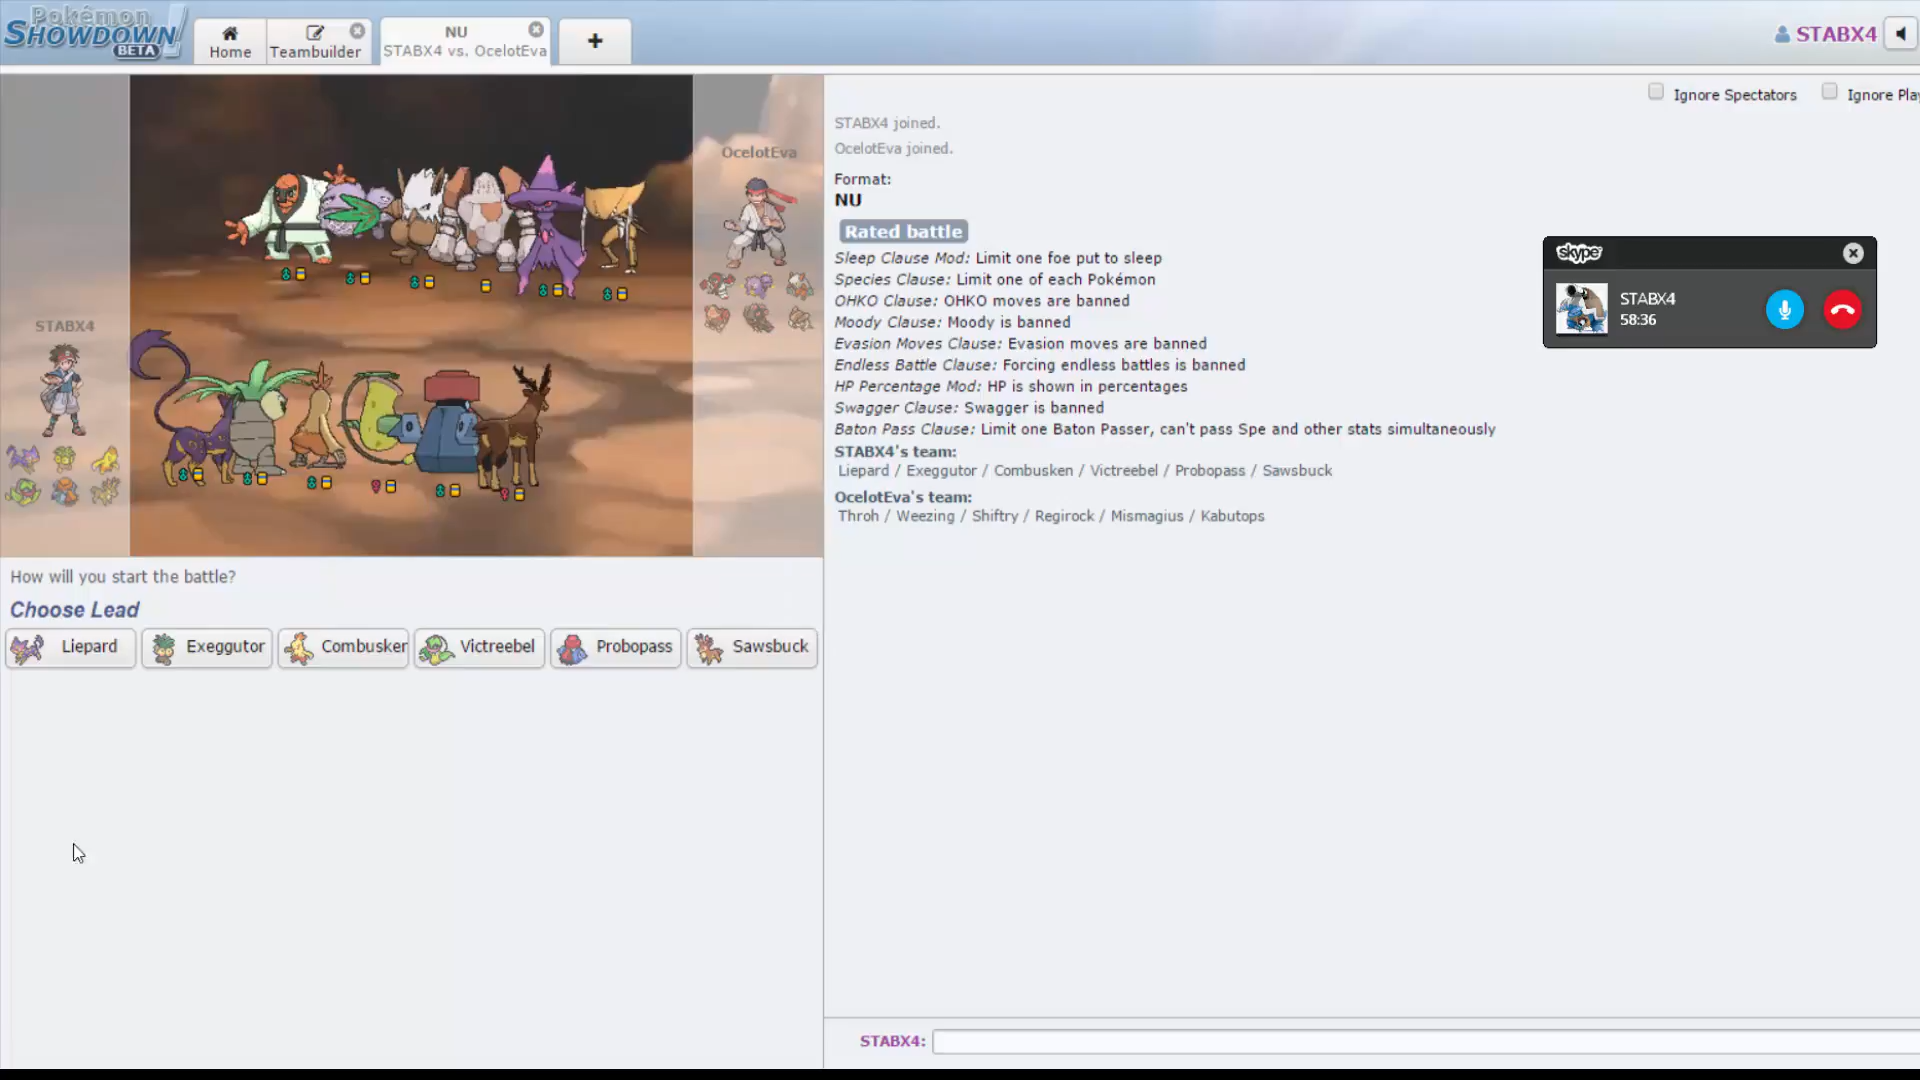 Pokémon
SHOWDOWN!
BETA
Home
Teambuilder
NU
STABX4 vs. OcelotEva
+
STABX4
Ignore Spectators
Ignore Play
STABX4 joined.
OcelotEva joined.
Format:
NU
Rated battle
Sleep Clause Mod: Limit one foe put to sleep
Species Clause: Limit one of each Pokémon
OHKO Clause: OHKO moves are banned
Moody Clause: Moody is banned
Evasion Moves Clause: Evasion moves are banned
Endless Battle Clause: Forcing endless battles is banned
HP Percentage Mod: HP is shown in percentages
Swagger Clause: Swagger is banned
Baton Pass Clause: Limit one Baton Passer, can't pass Spe and other stats simultaneously
STABX4's team:
Liepard / Exeggutor / Combusken / Victreebel / Probopass / Sawsbuck
OcelotEva's team:
Throh / Weezing / Shiftry / Regirock / Mismagius / Kabutops
OcelotEva
STABX4
skype
STABX4
58:36
How will you start the battle?
Choose Lead
Liepard
Exeggutor
Combusken
Victreebel
Probopass
Sawsbuck
STABX4: